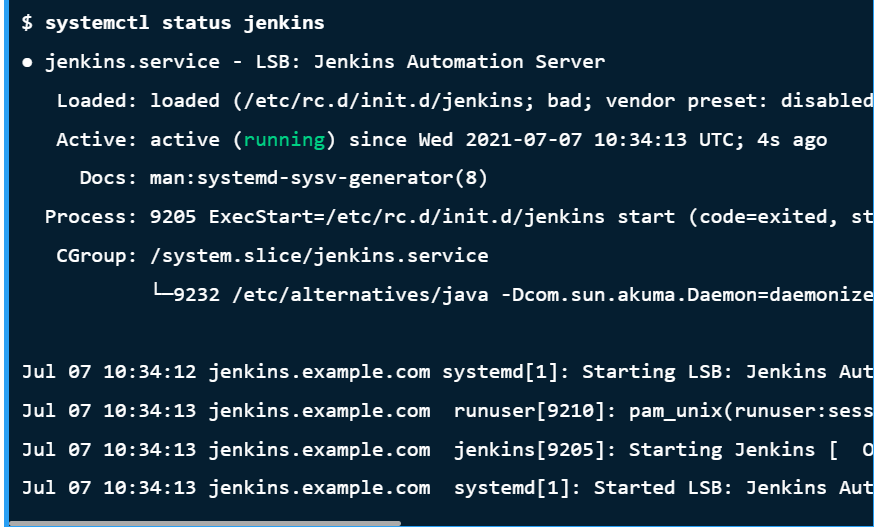 $ systemctl status jenkins
● jenkins.service - LSB: Jenkins Automation Server
   Loaded: loaded (/etc/rc.d/init.d/jenkins; bad; vendor preset: disabled
   Active: active (running) since Wed 2021-07-07 10:34:13 UTC; 4s ago
     Docs: man:systemd-sysv-generator(8)
  Process: 9205 ExecStart=/etc/rc.d/init.d/jenkins start (code=exited, st
   CGroup: /system.slice/jenkins.service
           └─9232 /etc/alternatives/java -Dcom.sun.akuma.Daemon=daemonize
Jul 07 10:34:12 jenkins.example.com systemd[1]: Starting LSB: Jenkins Aut
Jul 07 10:34:13 jenkins.example.com  runuser[9210]: pam_unix(runuser:sess
Jul 07 10:34:13 jenkins.example.com  jenkins[9205]: Starting Jenkins [  O
Jul 07 10:34:13 jenkins.example.com  systemd[1]: Started LSB: Jenkins Aut